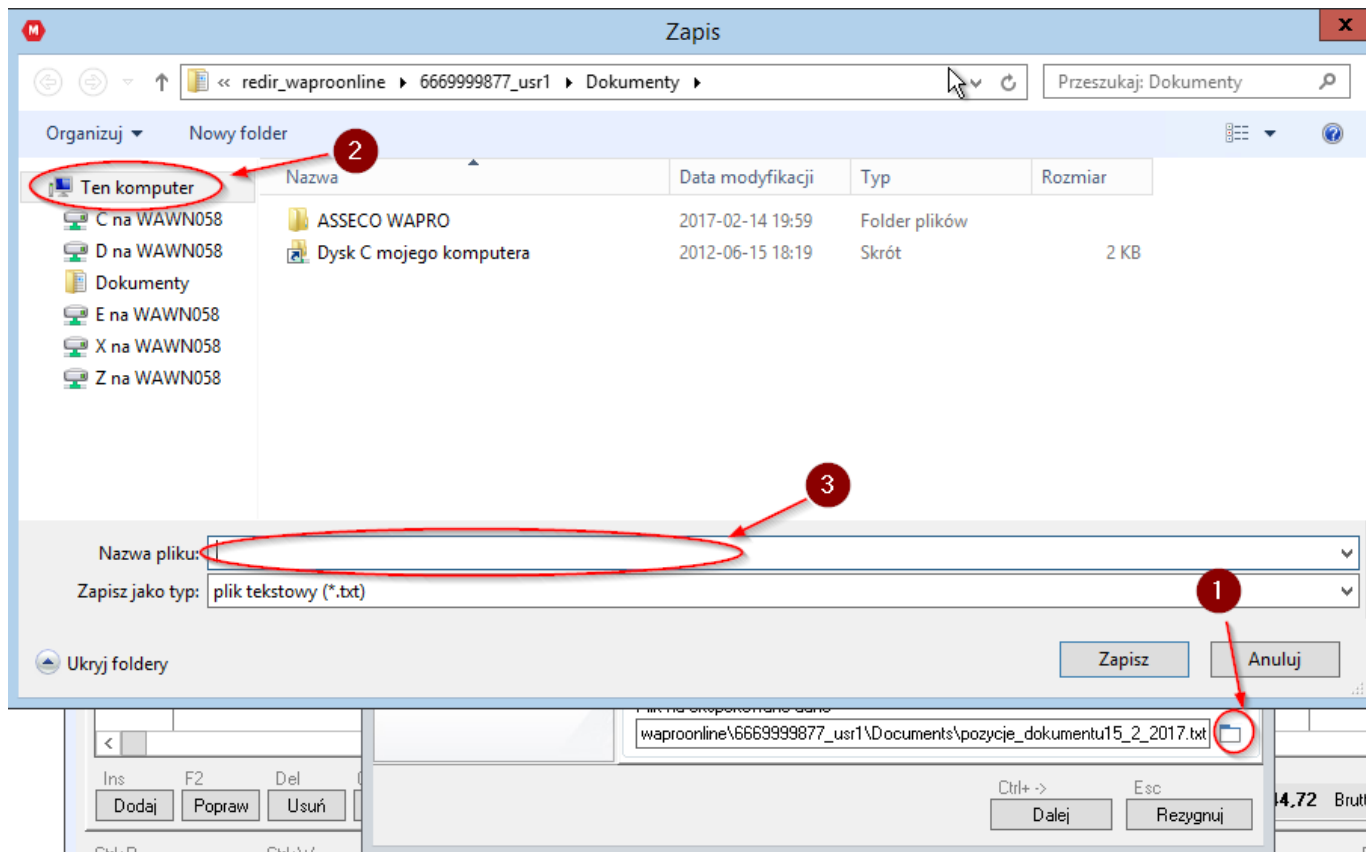 M
Zapis
x
« redir_waproonline 6669999877_usr1 Dokumenty
Przeszukaj: Dokumenty
Organizuj
Nowy folder
?
2
Ten komputer
C na WAWN058
D na WAWN058
Dokumenty
E na WAWN058
X na WAWN058
Z na WAWN058
Nazwa Data modyfikacji Typ Rozmiar
ASSECO WAPRO 2017-02-14 19:59 Folder plików
Dysk C mojego komputera 2012-06-15 18:19 Skrót 2 KB
3
Nazwa pliku:
Zapisz jako typ: plik tekstowy (*.txt)
1
Ukryj foldery
Zapisz
Anuluj
waproonline\6669999877_usr1\Documents\pozycje_dokumentu15_2_2017.txt
Ins F2 Del
Dodaj Popraw Usuń
Ctrl+ -> Esc
Dalej Rezygnuj
44,72